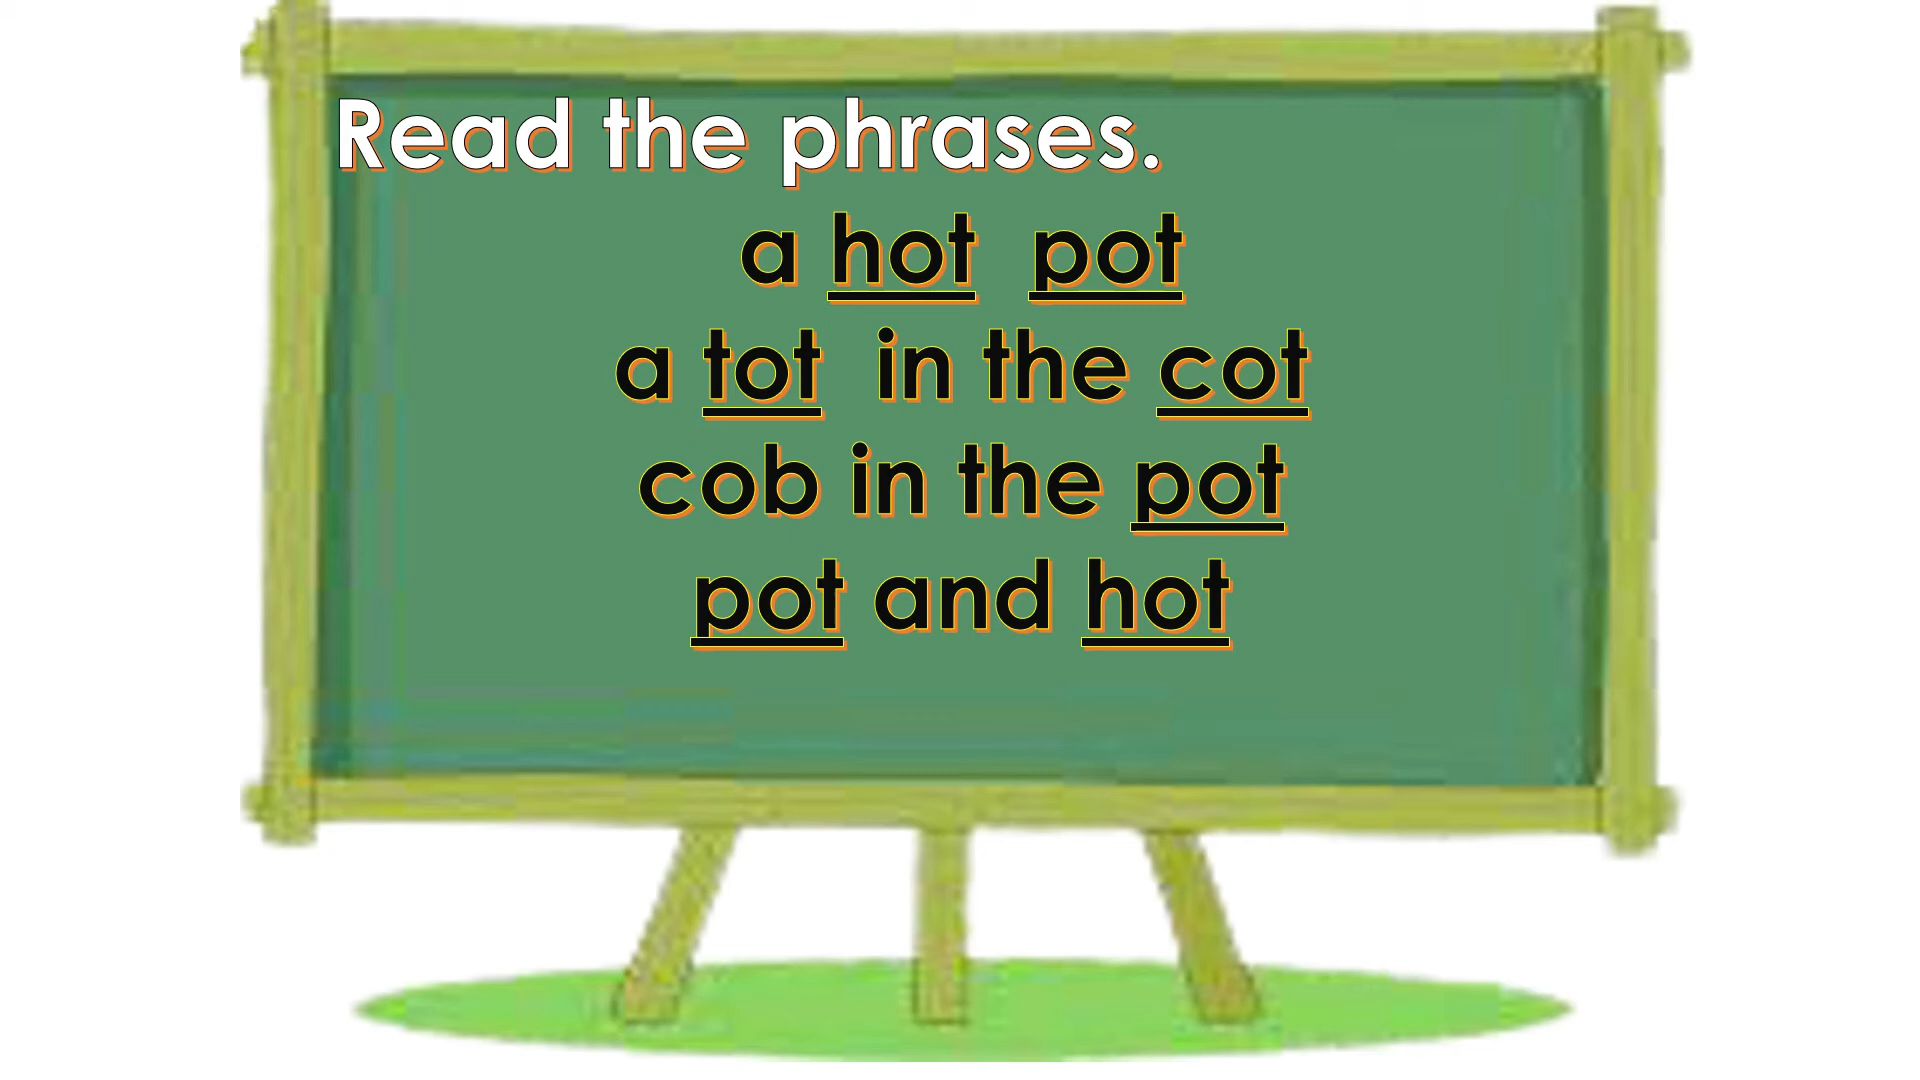 Read the phrases.
a hot pot
a tot in the cot
cob in the pot
pot and hot